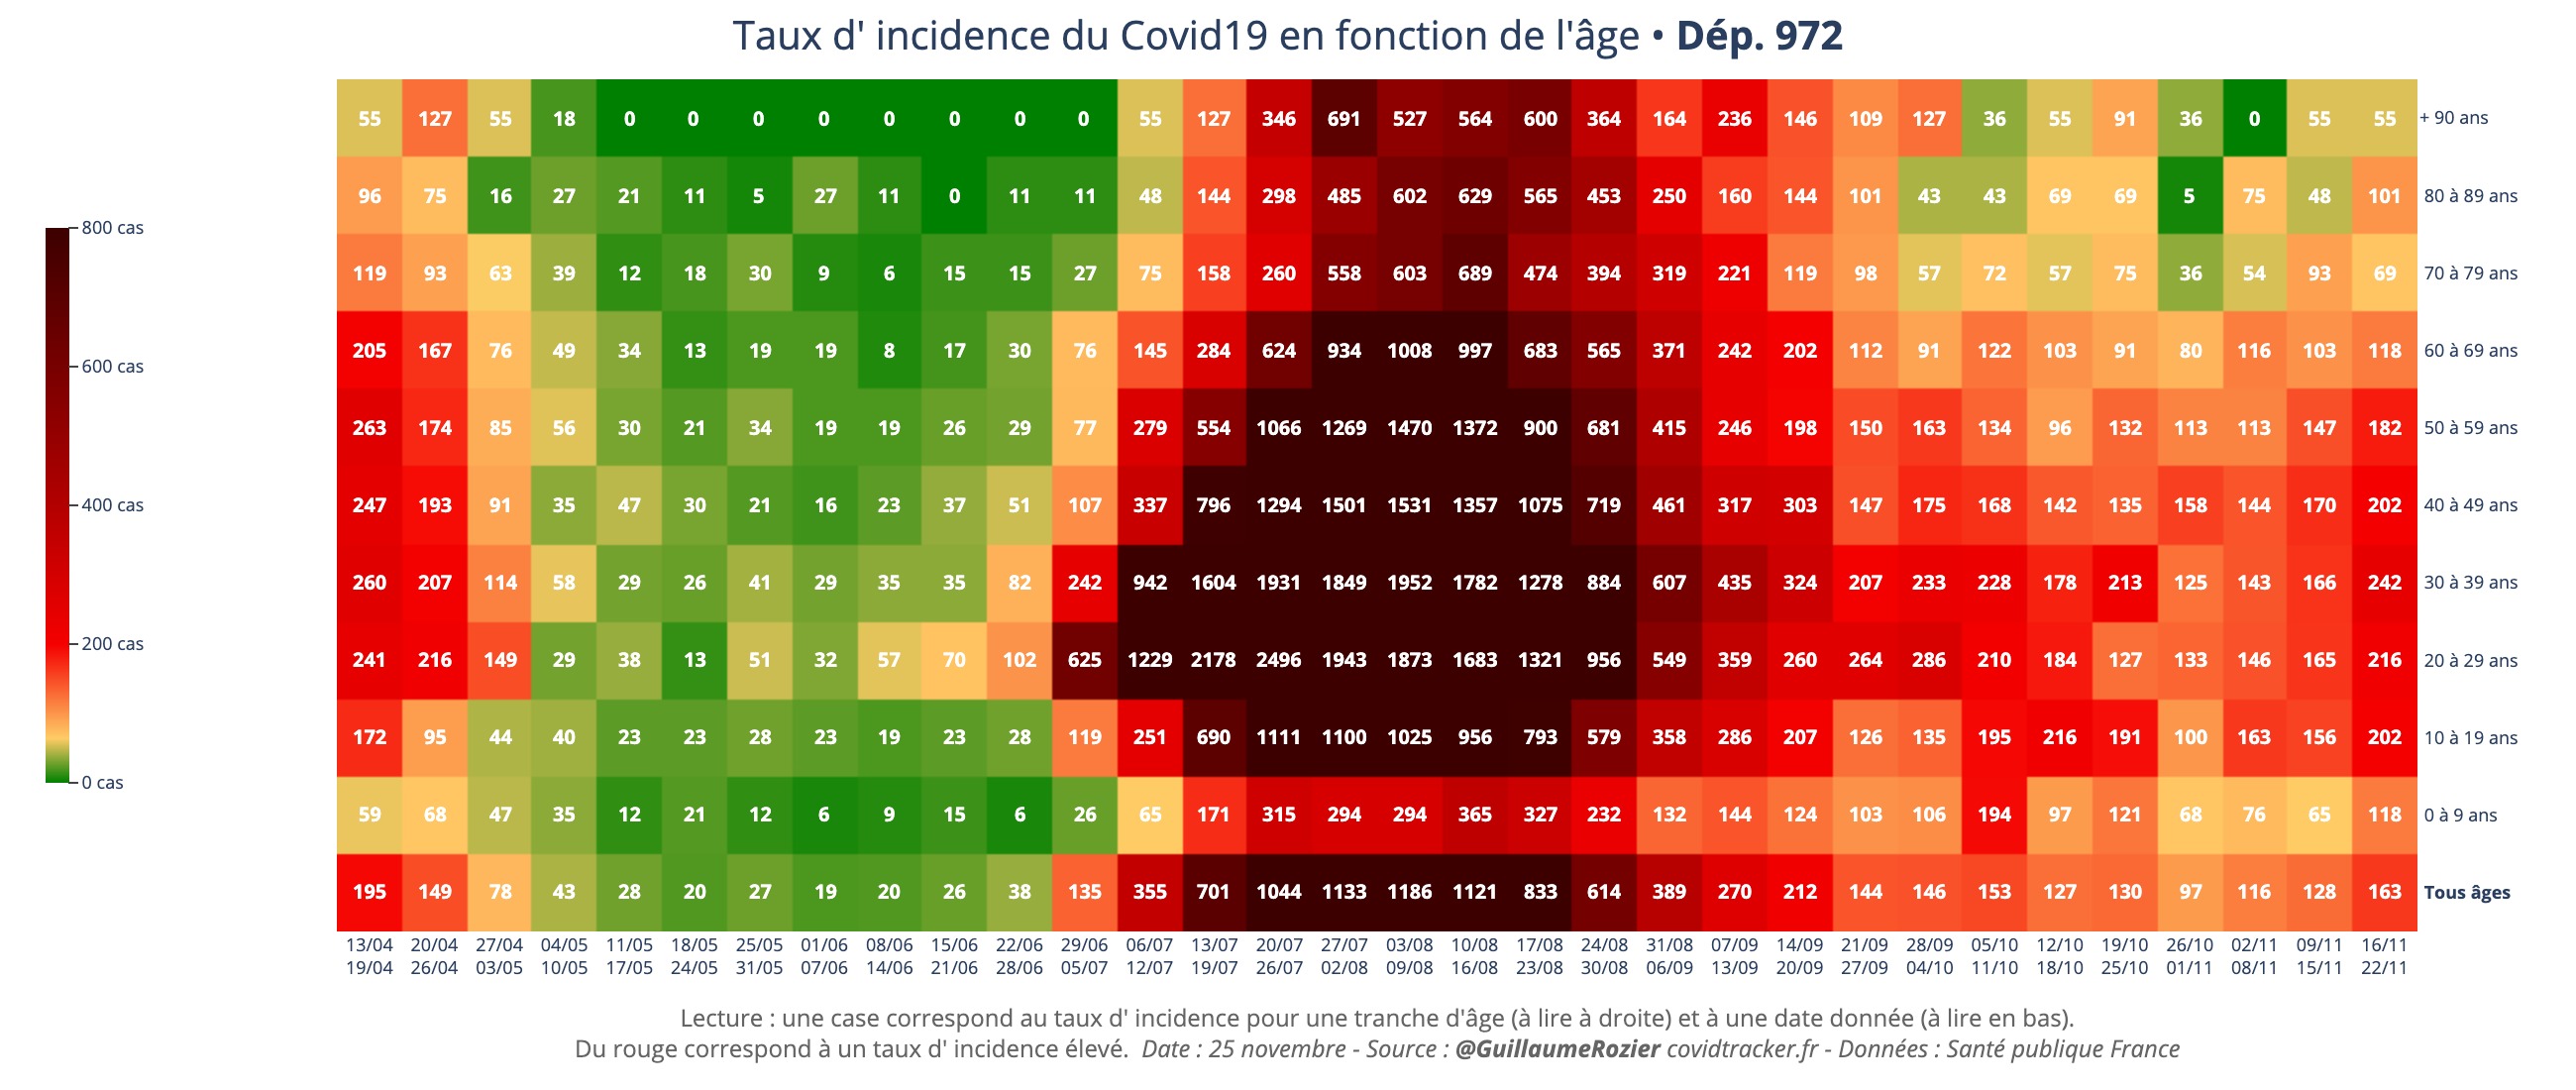 Taux d' incidence du Covid19 en fonction de l'âge • Dép. 972
800 cas
600 cas
400 cas
200 cas
0 cas
55 127 55 18 0 0 0 0 0 0 0 0 55 127 346 691 527 564 600 364 164 236 146 109 127 36 55 91 36 0 55 55 + 90 ans
96 75 16 27 21 11 5 27 11 0 11 11 48 144 298 485 602 629 565 453 250 160 144 101 43 43 69 69 5 75 48 101 80 à 89 ans
119 93 63 39 12 18 30 9 6 15 15 27 75 158 260 558 603 689 474 394 319 221 119 98 57 72 57 75 36 54 93 69 70 à 79 ans
205 167 76 49 34 13 19 19 8 17 30 76 145 284 624 934 1008 997 683 565 371 242 202 112 91 122 103 91 80 116 103 118 60 à 69 ans
263 174 85 56 30 21 34 19 19 26 29 77 279 554 1066 1269 1470 1372 900 681 415 246 198 150 163 134 96 132 113 113 147 182 50 à 59 ans
247 193 91 35 47 30 21 16 23 37 51 107 337 796 1294 1501 1531 1357 1075 719 461 317 303 147 175 168 142 135 158 144 170 202 40 à 49 ans
260 207 114 58 29 26 41 29 35 35 82 242 942 1604 1931 1849 1952 1782 1278 884 607 435 324 207 233 228 178 213 125 143 166 242 30 à 39 ans
241 216 149 29 38 13 51 32 57 70 102 625 1229 2178 2496 1943 1873 1683 1321 956 549 359 260 264 286 210 184 127 133 146 165 216 20 à 29 ans
172 95 44 40 23 23 28 23 19 23 28 119 251 690 1111 1100 1025 956 793 579 358 286 207 126 135 195 216 191 100 163 156 202 10 à 19 ans
59 68 47 35 12 21 12 6 9 15 6 26 65 171 315 294 294 365 327 232 132 144 124 103 106 194 97 121 68 76 65 118 0 à 9 ans
195 149 78 43 28 20 27 19 20 26 38 135 355 701 1044 1133 1186 1121 833 614 389 270 212 144 146 153 127 130 97 116 128 163 Tous âges
13/04 20/04 27/04 04/05 11/05 18/05 25/05 01/06 08/06 15/06 22/06 29/06 06/07 13/07 20/07 27/07 03/08 10/08 17/08 24/08 31/08 07/09 14/09 21/09 28/09 05/10 12/10 19/10 26/10 02/11 09/11 16/11
19/04 26/04 03/05 10/05 17/05 24/05 31/05 07/06 14/06 21/06 28/06 05/07 12/07 19/07 26/07 02/08 09/08 16/08 23/08 30/08 06/09 13/09 20/09 27/09 04/10 11/10 18/10 25/10 01/11 08/11 15/11 22/11
Lecture : une case correspond au taux d' incidence pour une tranche d'âge (à lire à droite) et à une date donnée (à lire en bas).
Du rouge correspond à un taux d' incidence élevé. Date : 25 novembre - Source : @GuillaumeRozier covidtracker.fr - Données : Santé publique France